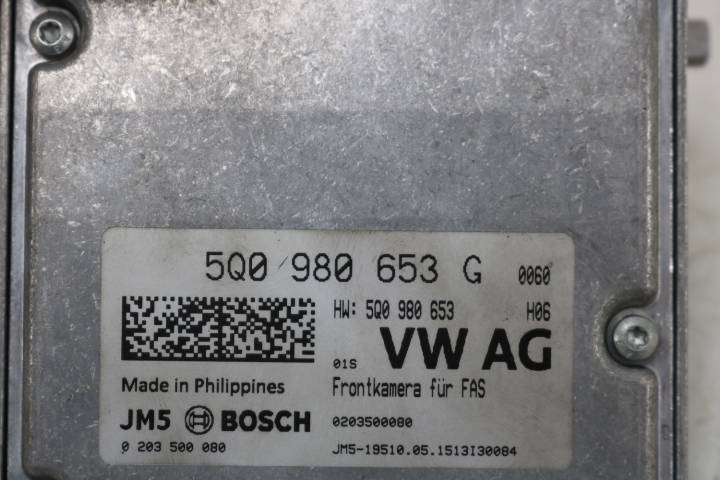 5Q0 980 653 G 0060
HW: 5Q0 980 653 H06
01S VW AG
Made in Philippines Frontkamera für FAS
JM5 BOSCH 0203500080
0 203 500 080 JM5-19510.05.1513I30084